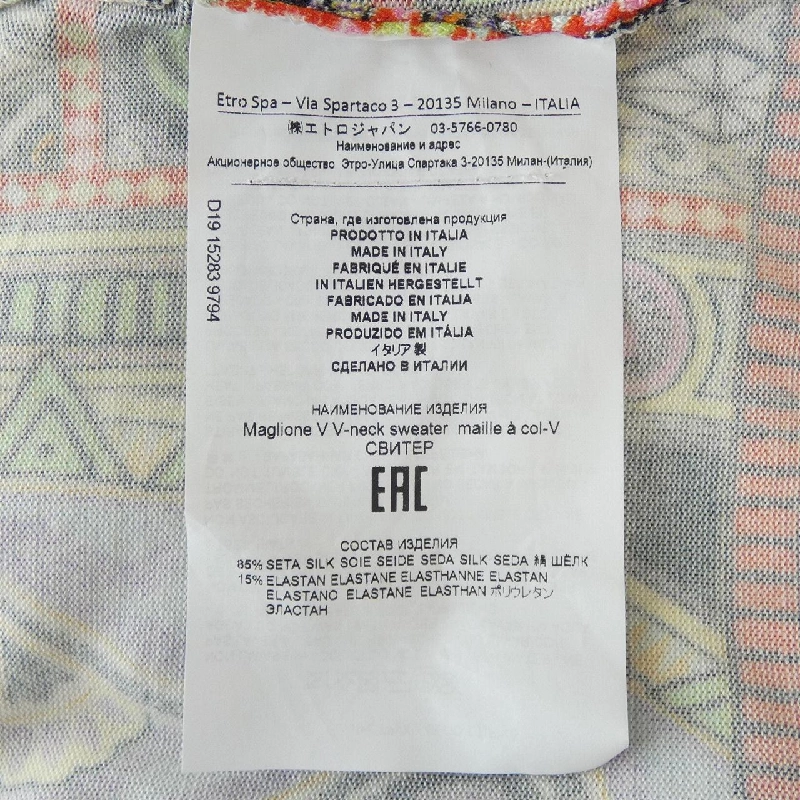 Etro Spa – Via Spartaco 3 – 20135 Milano – ITALIA
㈱エトロジャパン 03-5766-0780
Наименование и адрес
Акционерное общество Этро-Улица Спартака 3-20135 Милан-(Италия)
D19 15283 9794
Страна, где изготовлена продукция
PRODOTTO IN ITALIA
MADE IN ITALY
FABRIQUÉ EN ITALIE
IN ITALIEN HERGESTELLT
FABRICADO EN ITALIA
MADE IN ITALY
PRODUZIDO EM ITÁLIA
イタリア製
СДЕЛАНО В ИТАЛИИ
НАИМЕНОВАНИЕ ИЗДЕЛИЯ
Maglione V V-neck sweater maille à col-V
СВИТЕР
EAC
СОСТАВ ИЗДЕЛИЯ
85% SETA SILK SOIE SEIDE SEDA SILK SEDA 絹 ШЁЛК
15% ELASTAN ELASTANE ELASTHANNE ELASTAN
ELASTANO ELASTANE ELASTHAN ポリウレタン
ЭЛАСТАН